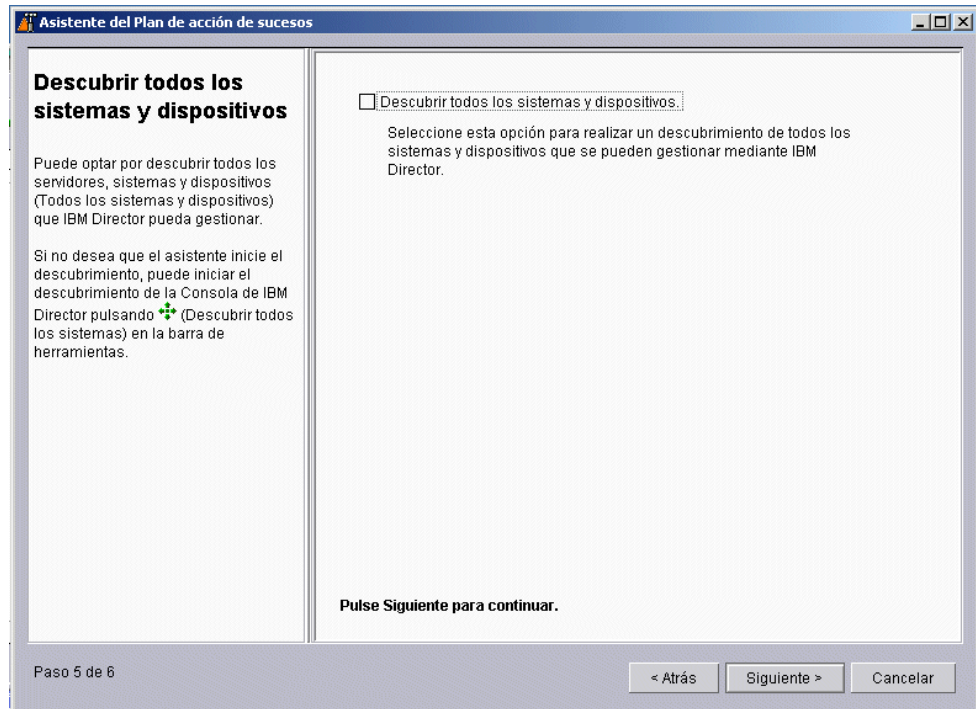 Asistente del Plan de acción de sucesos
Descubrir todos los
sistemas y dispositivos
Puede optar por descubrir todos los
servidores, sistemas y dispositivos
(Todos los sistemas y dispositivos)
que IBM Director pueda gestionar.
Si no desea que el asistente inicie el
descubrimiento, puede iniciar el
descubrimiento de la Consola de IBM
Director pulsando (Descubrir todos
los sistemas) en la barra de
herramientas.
Descubrir todos los sistemas y dispositivos.
Seleccione esta opción para realizar un descubrimiento de todos los
sistemas y dispositivos que se pueden gestionar mediante IBM
Director.
Pulse Siguiente para continuar.
Paso 5 de 6
< Atrás
Siguiente >
Cancelar